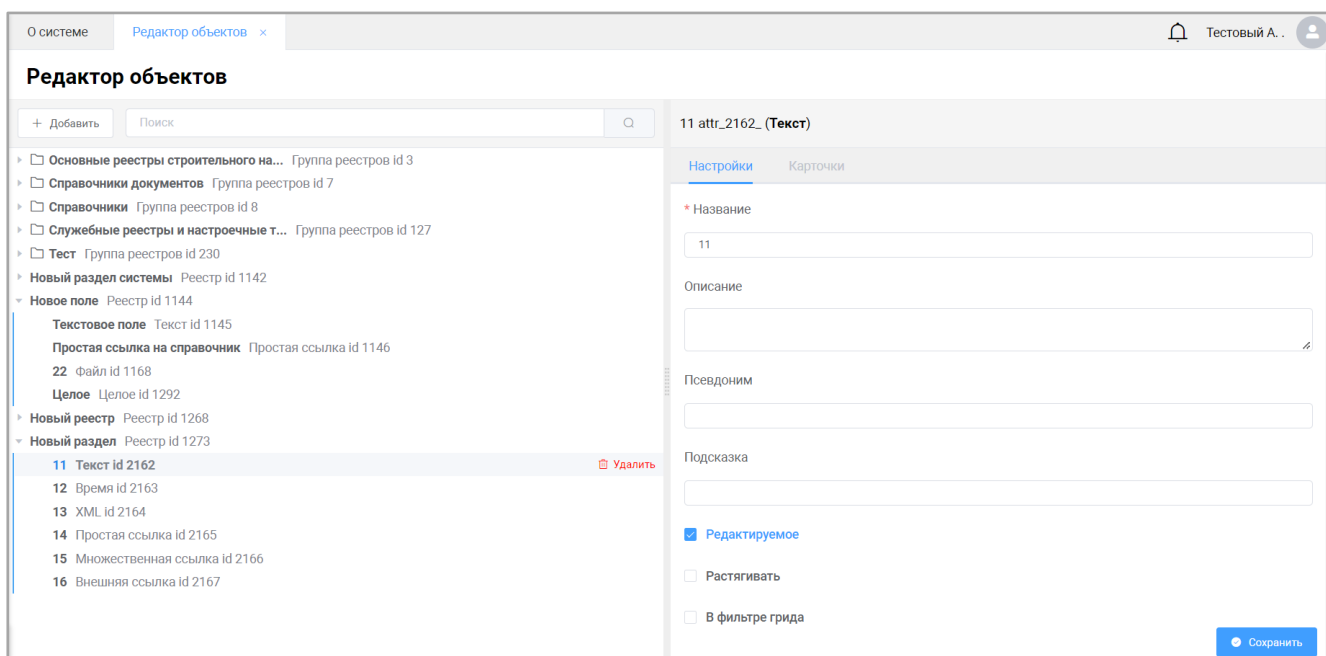 О системе
Редактор объектов ×
Тестовый А. .
Редактор объектов
+ Добавить
Поиск
Основные реестры строительного на... Группа реестров id 3
Справочники документов Группа реестров id 7
Справочники Группа реестров id 8
Служебные реестры и настроечные т... Группа реестров id 127
Тест Группа реестров id 230
Новый раздел системы Реестр id 1142
Новое поле Реестр id 1144
Текстовое поле Текст id 1145
Простая ссылка на справочник Простая ссылка id 1146
22 Файл id 1168
Целое Целое id 1292
Новый реестр Реестр id 1268
Новый раздел Реестр id 1273
11 Текст id 2162 Удалить
12 Время id 2163
13 XML id 2164
14 Простая ссылка id 2165
15 Множественная ссылка id 2166
16 Внешняя ссылка id 2167
11 attr_2162_ (Текст)
Настройки
Карточки
* Название
11
Описание
Псевдоним
Подсказка
Редактируемое
Растягивать
В фильтре грида
Сохранить